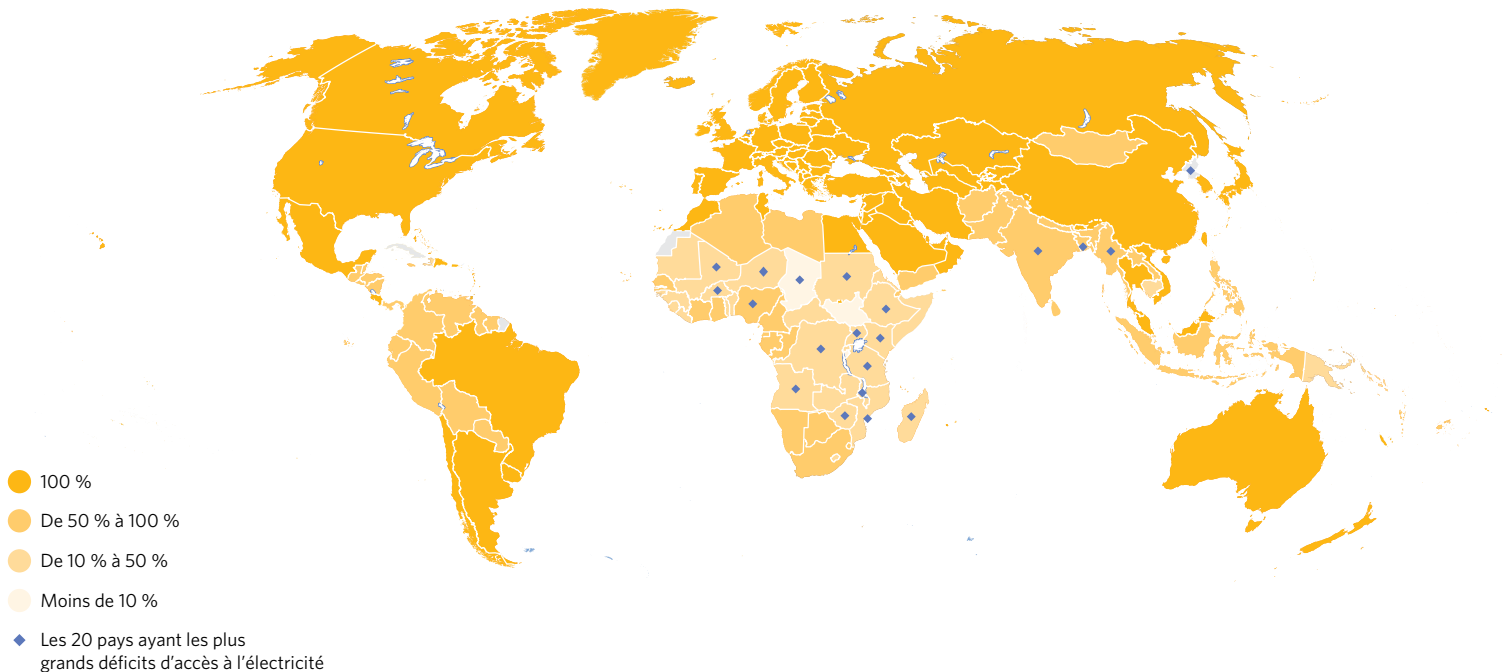 100 %
De 50 % à 100 %
De 10 % à 50 %
Moins de 10 %
Les 20 pays ayant les plus
grands déficits d'accès à l'électricité